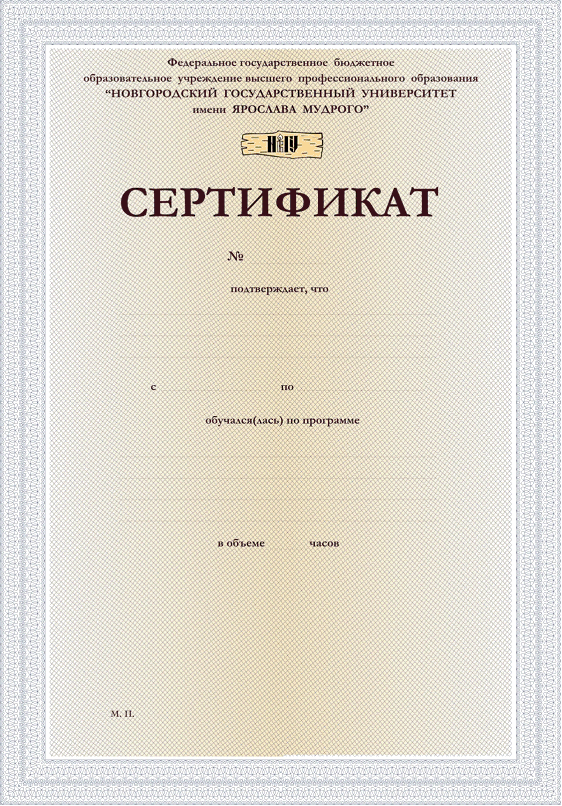 Федеральное государственное бюджетное
образовательное учреждение высшего профессионального образования
“НОВГОРОДСКИЙ ГОСУДАРСТВЕННЫЙ УНИВЕРСИТЕТ
имени ЯРОСЛАВА МУДРОГО”
СЕРТИФИКАТ
№
подтверждает, что
с по
обучался(лась) по программе
в объеме часов
М. П.